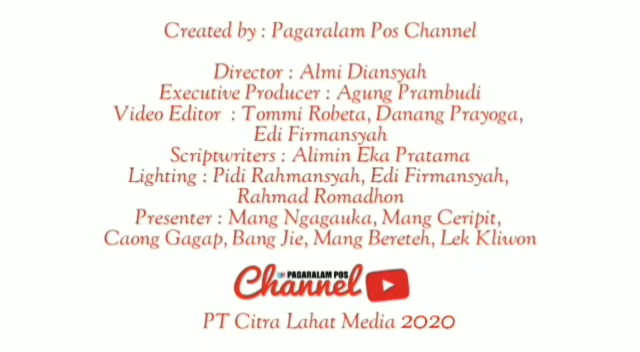 Created by : Pagaralam Pos Channel
Director : Almi Diansyah
Executive Producer : Agung Prambudi
Video Editor : Tommi Robeta, Danang Prayoga,
Edi Firmansyah
Scriptwriters : Alimin Eka Pratama
Lighting : Pidi Rahmansyah, Edi Firmansyah,
Rahmad Romadhon
Presenter : Mang Ngagauka, Mang Ceripit,
Caong Gagap, Bang Jie, Mang Bereteh, Lek Kliwon
PAGARALAM POS
Channel
PT Citra Lahat Media 2020